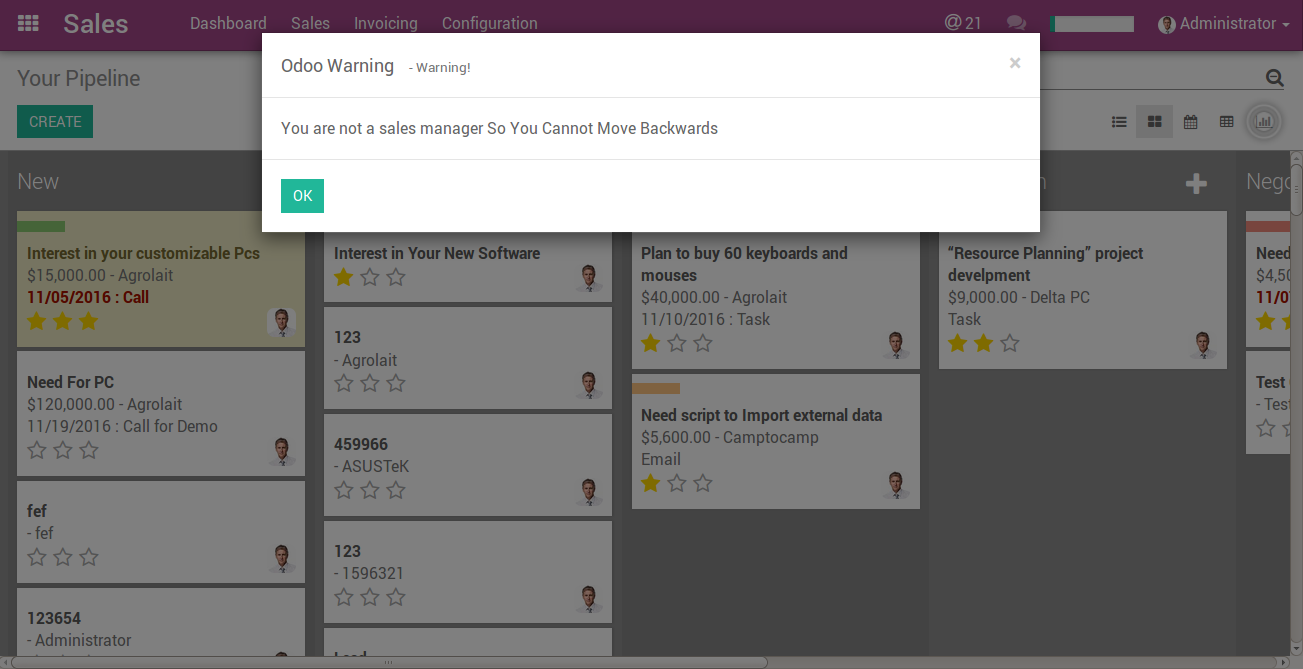 Sales
Dashboard
Sales
Invoicing
Configuration
@ 21
Administrator
Odoo Warning - Warning!
×
You are not a sales manager So You Cannot Move Backwards
OK
Your Pipeline
CREATE
New
Interest in your customizable Pcs
$15,000.00 - Agrolait
11/05/2016 : Call
Need For PC
$120,000.00 - Agrolait
11/19/2016 : Call for Demo
fef
- fef
123654
- Administrator
Interest in Your New Software
123
- Agrolait
459966
- ASUSTeK
123
- 1596321
Plan to buy 60 keyboards and
mouses
$40,000.00 - Agrolait
11/10/2016 : Task
Need script to Import external data
$5,600.00 - Camptocamp
Email
n
“Resource Planning” project
develpment
$9,000.00 - Delta PC
Task
Nego
Need
$4,50
11/0
Test
- Test